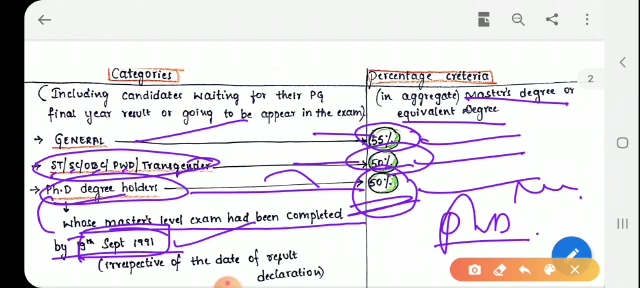 Categories
Percentage creteria
2
(Including candidates waiting for their PG
(in aggregate) Master's degree or
final year result or going to be appear in the exam)
equivalent Degree
→ GENERAL → 55%
→ ST/SC/OBC/PWD/Transgender → 50%
→ Ph.D degree holders → 50%
↓
whose master's level exam had been completed
PhD
by 19th Sept 1991
(irrespective of the date of result
declaration)